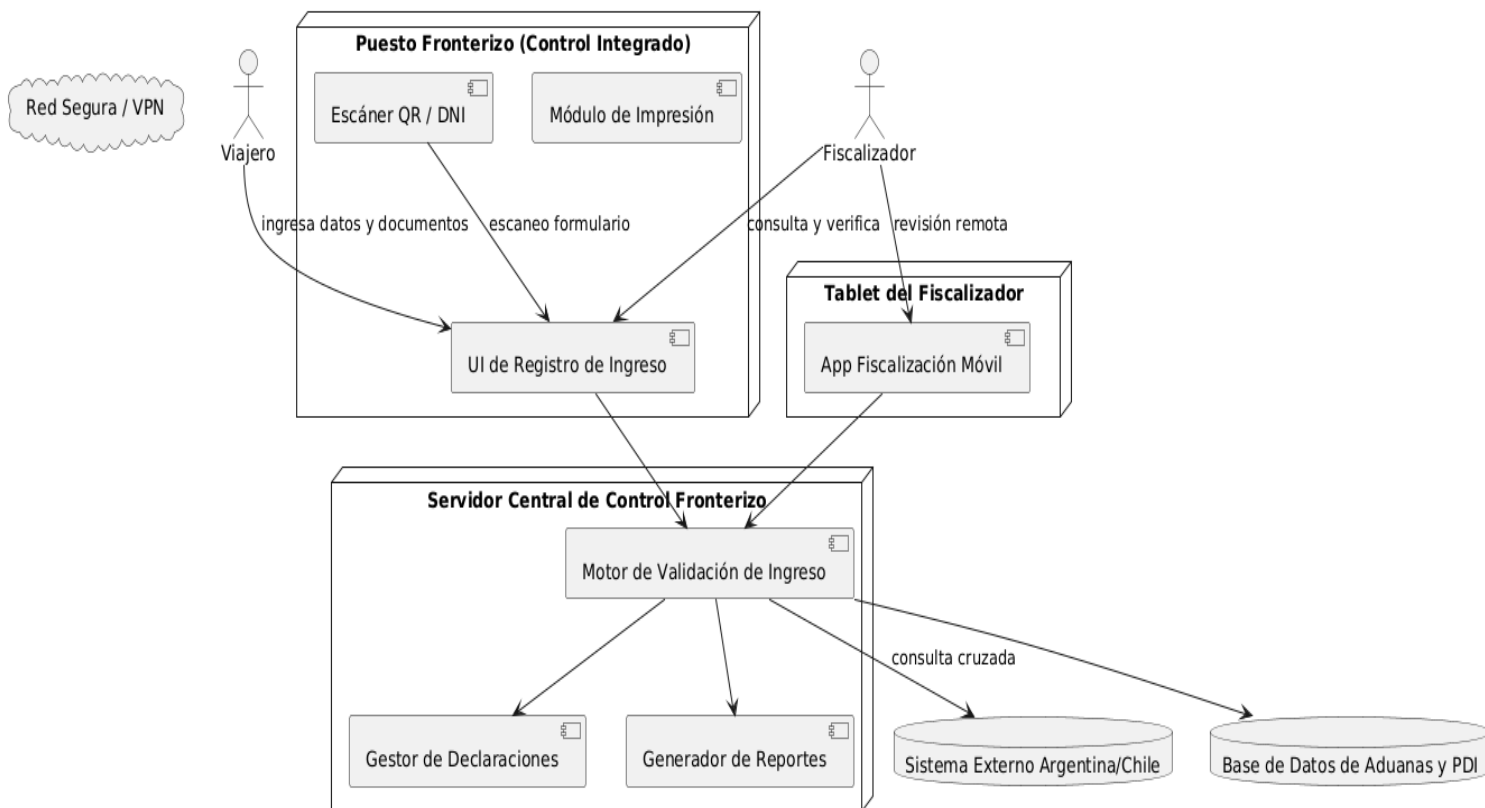 Puesto Fronterizo (Control Integrado)
Red Segura / VPN
Escáner QR / DNI
Módulo de Impresión
Viajero
Fiscalizador
ingresa datos y documentos
escaneo formulario
consulta y verifica
revisión remota
Tablet del Fiscalizador
UI de Registro de Ingreso
App Fiscalización Móvil
Servidor Central de Control Fronterizo
Motor de Validación de Ingreso
consulta cruzada
Gestor de Declaraciones
Generador de Reportes
Sistema Externo Argentina/Chile
Base de Datos de Aduanas y PDI